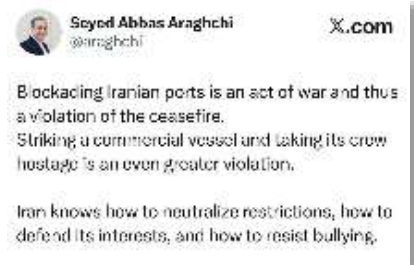 Seyed Abbas Araghchi
X.com
@araghchi
Blockading Iranian ports is an act of war and thus
a violation of the ceasefire.
Striking a commercial vessel and taking its crew
hostage is an even greater violation.
Iran knows how to neutralize restrictions, how to
defend its interests, and how to resist bullying.